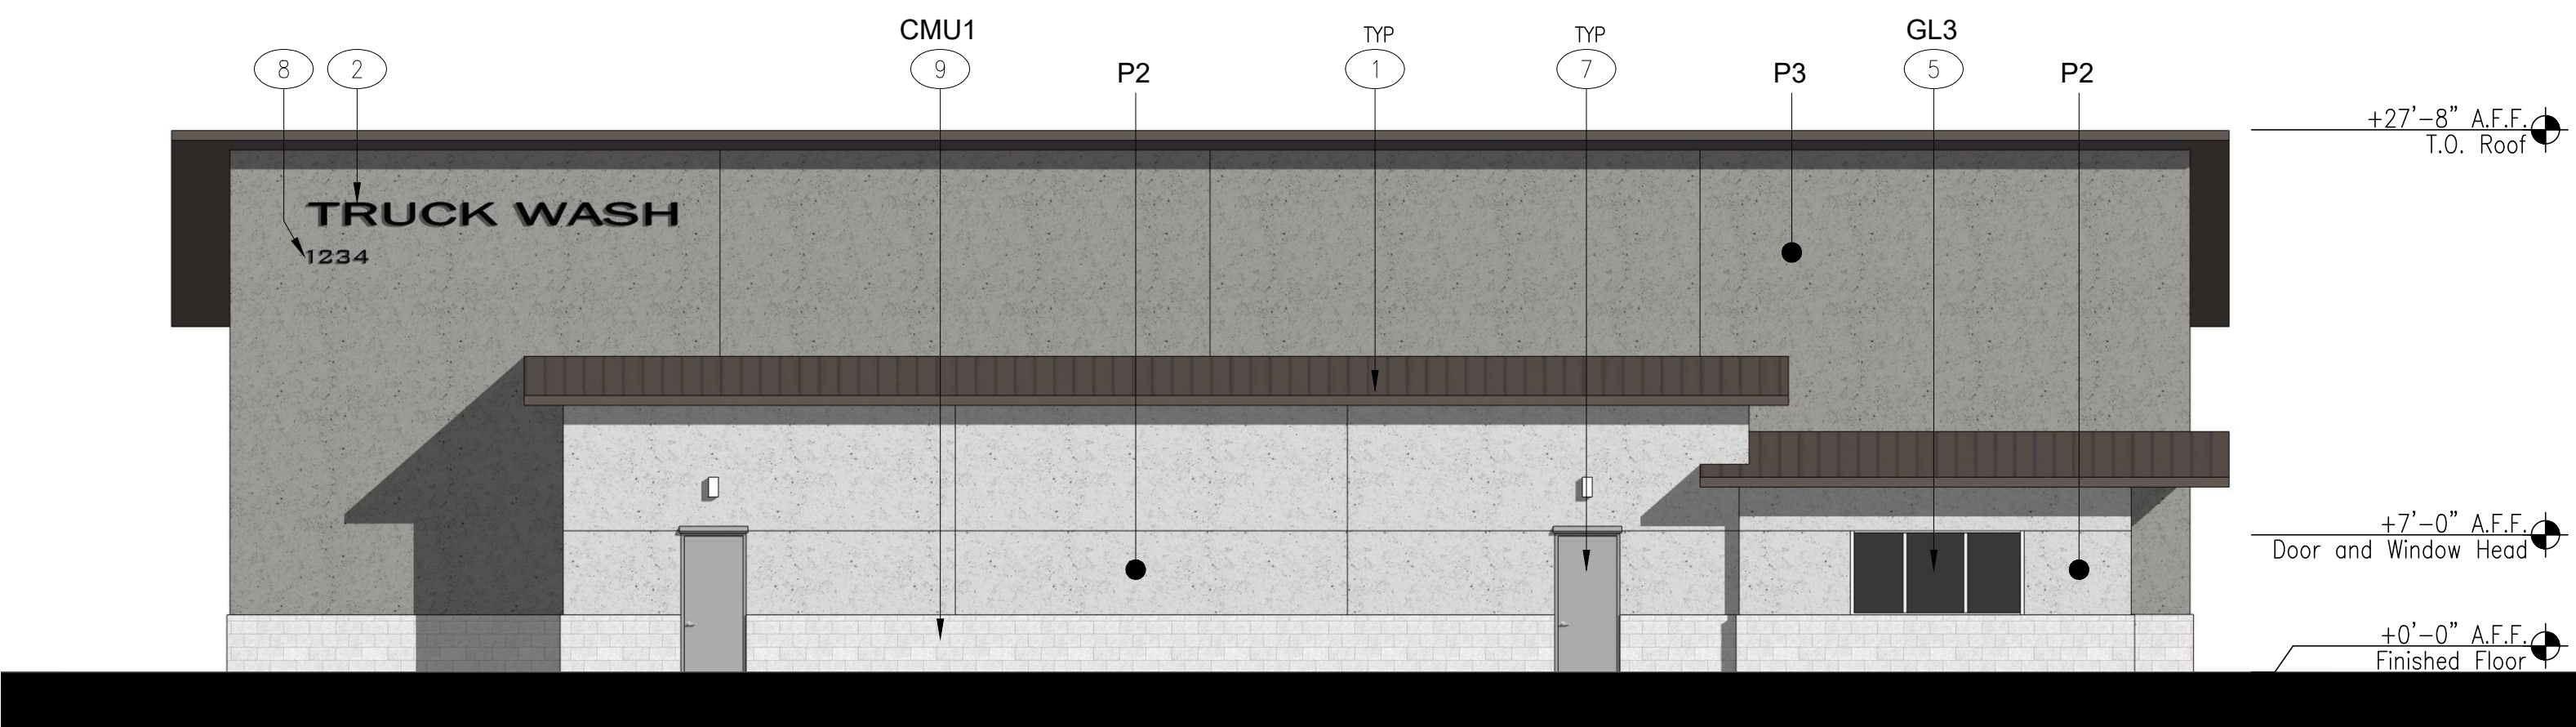 CMU1
TYP
TYP
GL3
8
2
9
P2
1
7
P3
5
P2
+27'-8" A.F.F.
T.O. Roof
TRUCK WASH
1234
+7'-0" A.F.F.
Door and Window Head
+0'-0" A.F.F.
Finished Floor